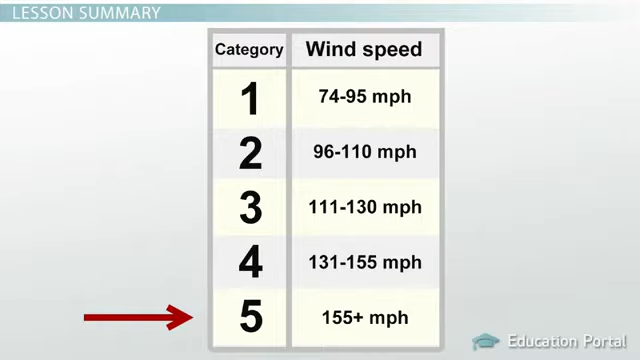 LESSON SUMMARY
Category Wind speed
1 74-95 mph
2 96-110 mph
3 111-130 mph
4 131-155 mph
5 155+ mph
Education Portal